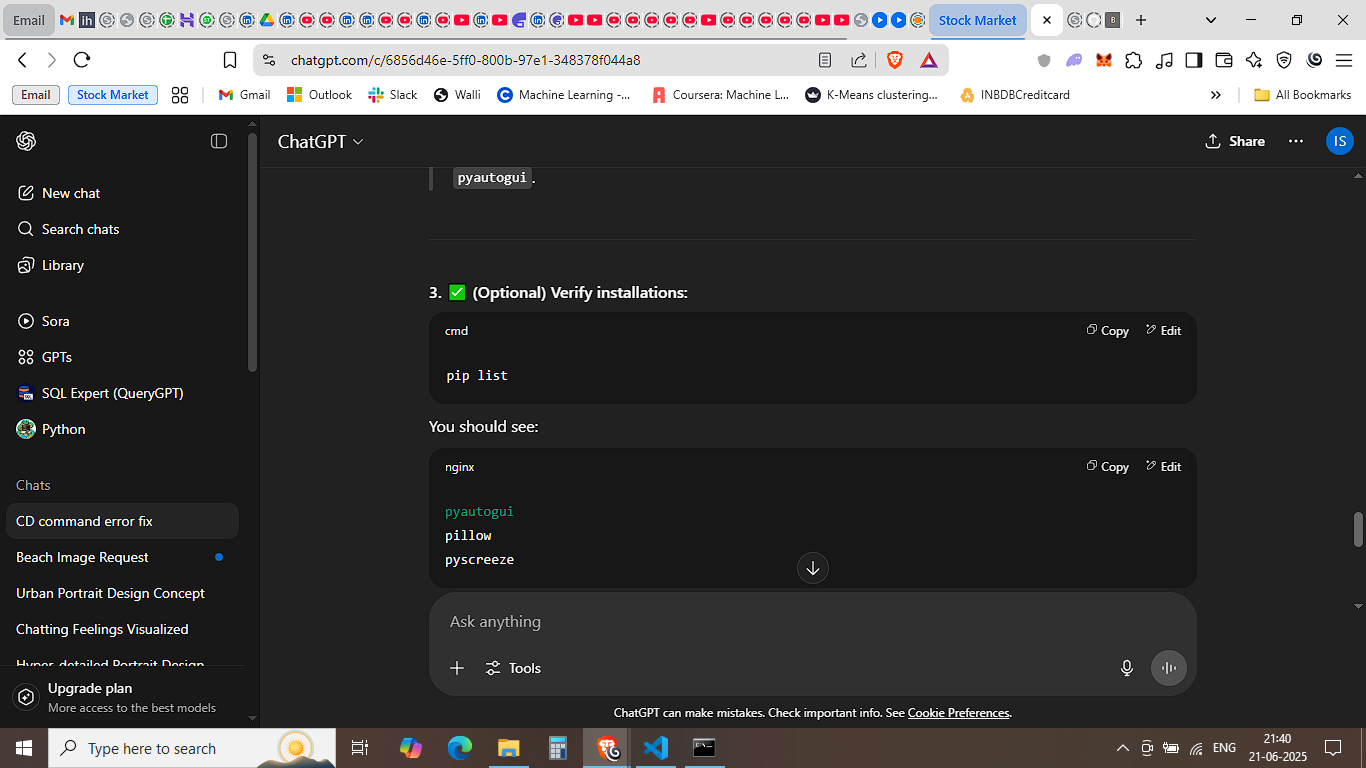 Email
Stock Market
chatgpt.com/c/6856d46e-5ff0-800b-97e1-348378f044a8
Email
Stock Market
Gmail
Outlook
Slack
Walli
Machine Learning -...
Coursera: Machine L...
K-Means clustering...
INBDBCreditcard
All Bookmarks
ChatGPT
Share
IS
New chat
Search chats
Library
Sora
GPTs
SQL Expert (QueryGPT)
Python
Chats
CD command error fix
Beach Image Request
Urban Portrait Design Concept
Chatting Feelings Visualized
Hyper-detailed Portrait Design
Upgrade plan
More access to the best models
pyautogui.
3. ✅ (Optional) Verify installations:
cmd
Copy
Edit
pip list
You should see:
nginx
Copy
Edit
pyautogui
pillow
pyscreeze
Ask anything
Tools
ChatGPT can make mistakes. Check important info. See Cookie Preferences.
Type here to search
ENG
21:40
21-06-2025